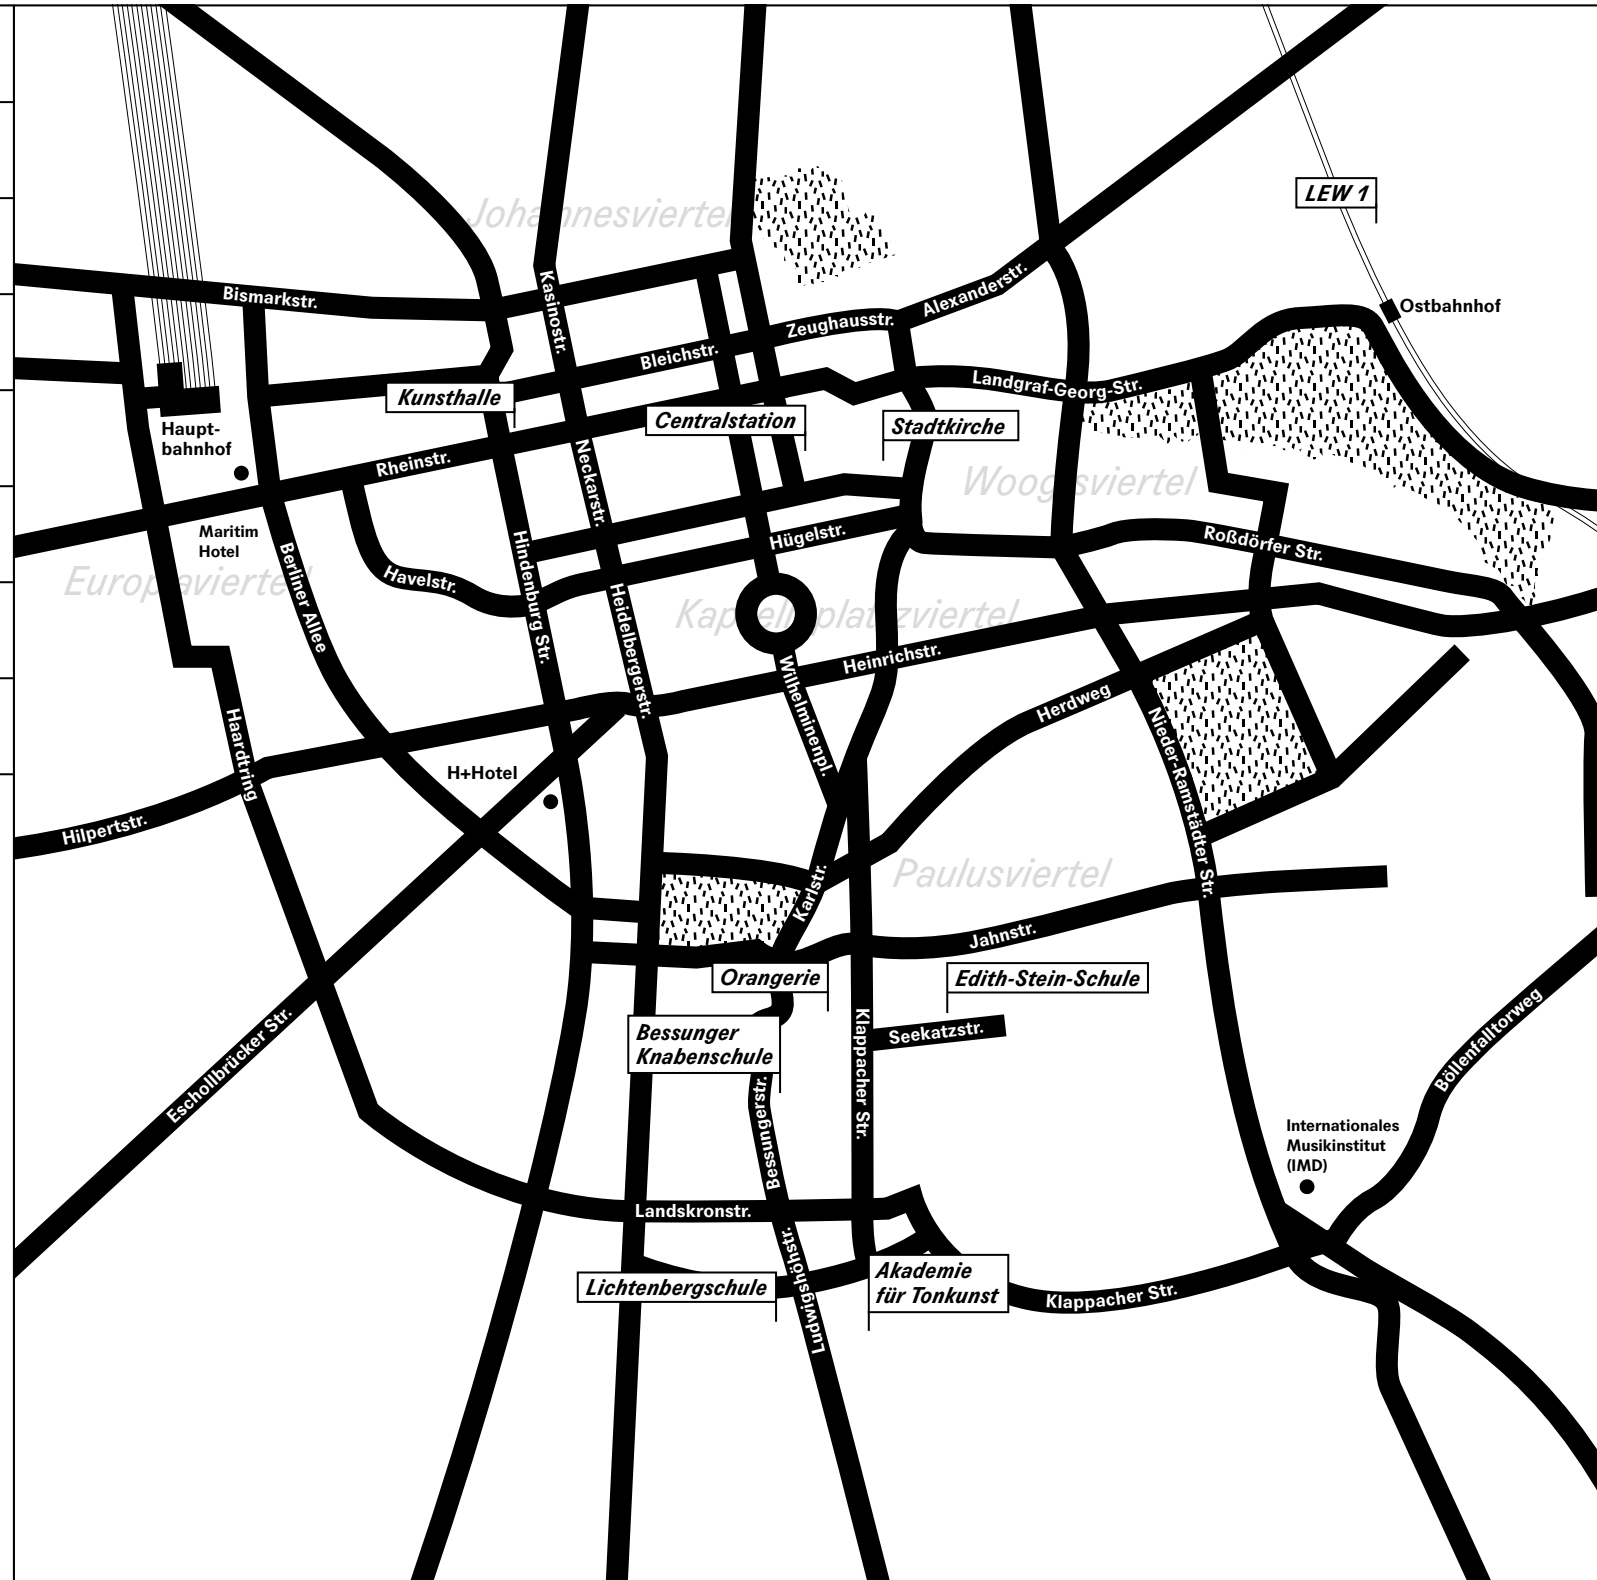 LEW 1
Johannesviertel
Kasinostr.
Alexanderstr.
Bismarkstr.
Ostbahnhof
Zeughausstr.
Bleichstr.
Landgraf-Georg-Str.
Kunsthalle
Centralstation
Stadtkirche
Haupt-
bahnhof
Rheinstr.
Neckarstr.
Woogsviertel
Maritim
Hotel
Hügelstr.
Roßdörfer Str.
Europaviertel
Berliner Allee
Havelstr.
Hindenburg Str.
Heidelbergerstr.
Kapellplatzviertel
Heinrichstr.
Wilhelminenpl.
Herdweg
Haardtring
Nieder-Ramstädter Str.
H+Hotel
Hilpertstr.
Paulusviertel
Karlstr.
Jahnstr.
Orangerie
Edith-Stein-Schule
Eschollbrücker Str.
Bessunger
Knabenschule
Seekatzstr.
Klappacher Str.
Böllenfalltorweg
Bessungerstr.
Internationales
Musikinstitut
(IMD)
Landskronstr.
Ludwigshöhstr.
Lichtenbergschule
Akademie
für Tonkunst
Klappacher Str.